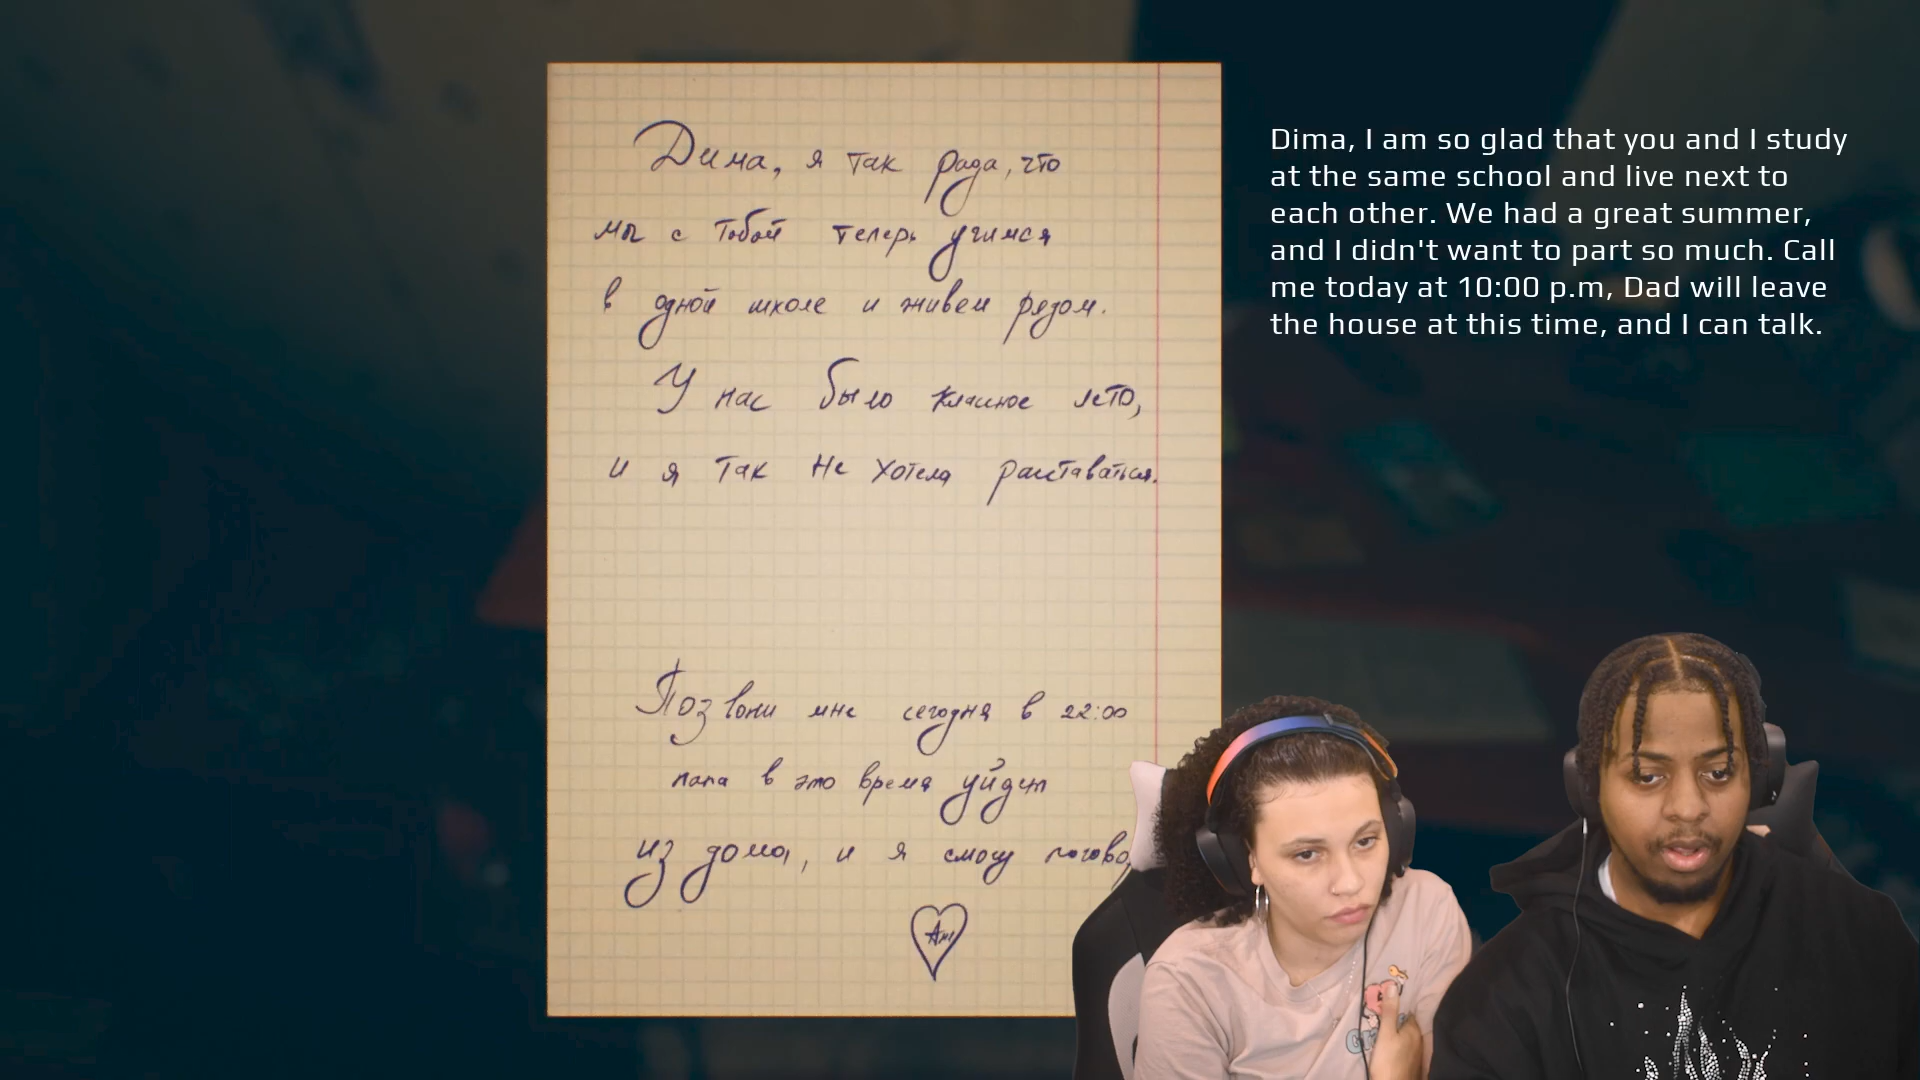 Дима, я так рада, что
мы с тобой теперь учимся
в одной школе и живем рядом.
У нас было классное лето,
и я так не хотела расставаться.
Позвони мне сегодня в 22:00
папа в это время уйдет
из дома, и я смогу погово
Dima, I am so glad that you and I study
at the same school and live next to
each other. We had a great summer,
and I didn't want to part so much. Call
me today at 10:00 p.m, Dad will leave
the house at this time, and I can talk.